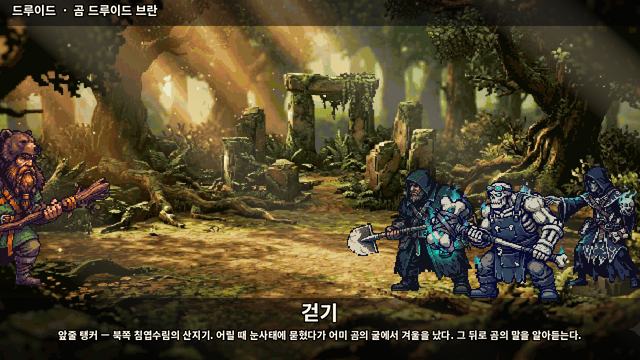 드루이드 · 곰 드루이드 브란
걷기
앞줄 탱커 — 북쪽 침엽수림의 산지기. 어릴 때 눈사태에 묻혔다가 어미 곰의 굴에서 겨울을 났다. 그 뒤로 곰의 말을 알아듣는다.